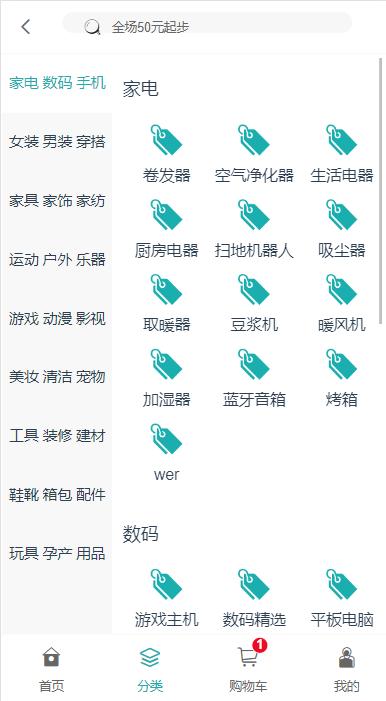 全场50元起步
家电 数码 手机
女装 男装 穿搭
家具 家饰 家纺
运动 户外 乐器
游戏 动漫 影视
美妆 清洁 宠物
工具 装修 建材
鞋靴 箱包 配件
玩具 孕产 用品
家电
卷发器 空气净化器 生活电器
厨房电器 扫地机器人 吸尘器
取暖器 豆浆机 暖风机
加湿器 蓝牙音箱 烤箱
wer
数码
游戏主机 数码精选 平板电脑
1
首页 分类 购物车 我的